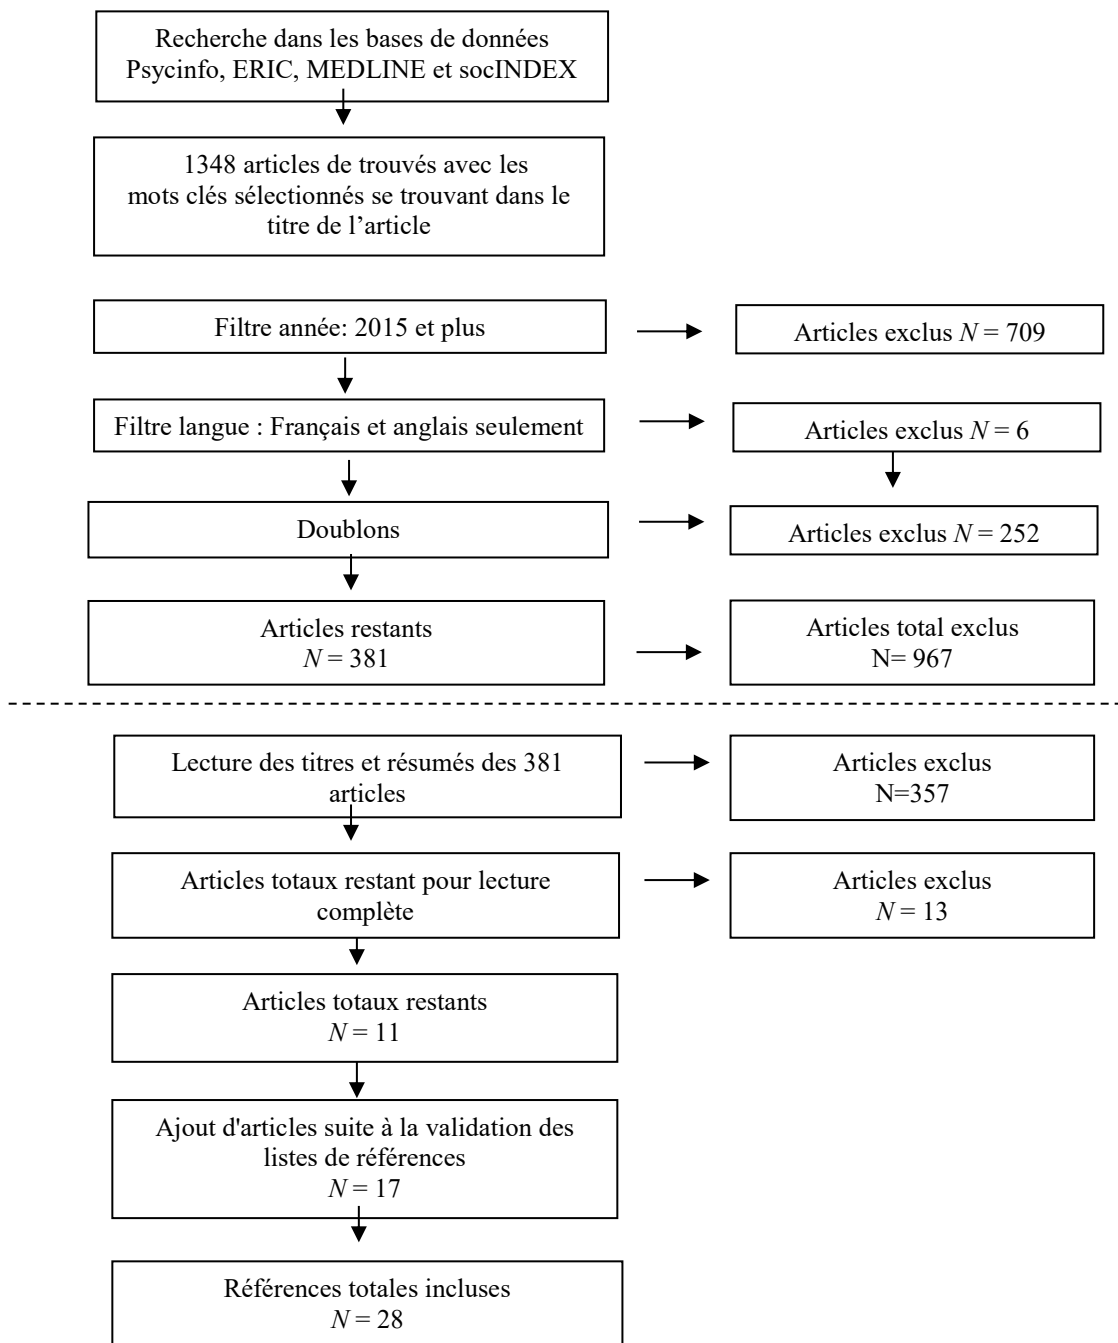 Recherche dans les bases de données
Psycinfo, ERIC, MEDLINE et socINDEX
1348 articles de trouvés avec les
mots clés sélectionnés se trouvant dans le
titre de l’article
Filtre année: 2015 et plus
Articles exclus N = 709
Filtre langue : Français et anglais seulement
Articles exclus N = 6
Doublons
Articles exclus N = 252
Articles restants
N = 381
Articles total exclus
N= 967
Lecture des titres et résumés des 381
articles
Articles exclus
N=357
Articles totaux restant pour lecture
complète
Articles exclus
N = 13
Articles totaux restants
N = 11
Ajout d'articles suite à la validation des
listes de références
N = 17
Références totales incluses
N = 28